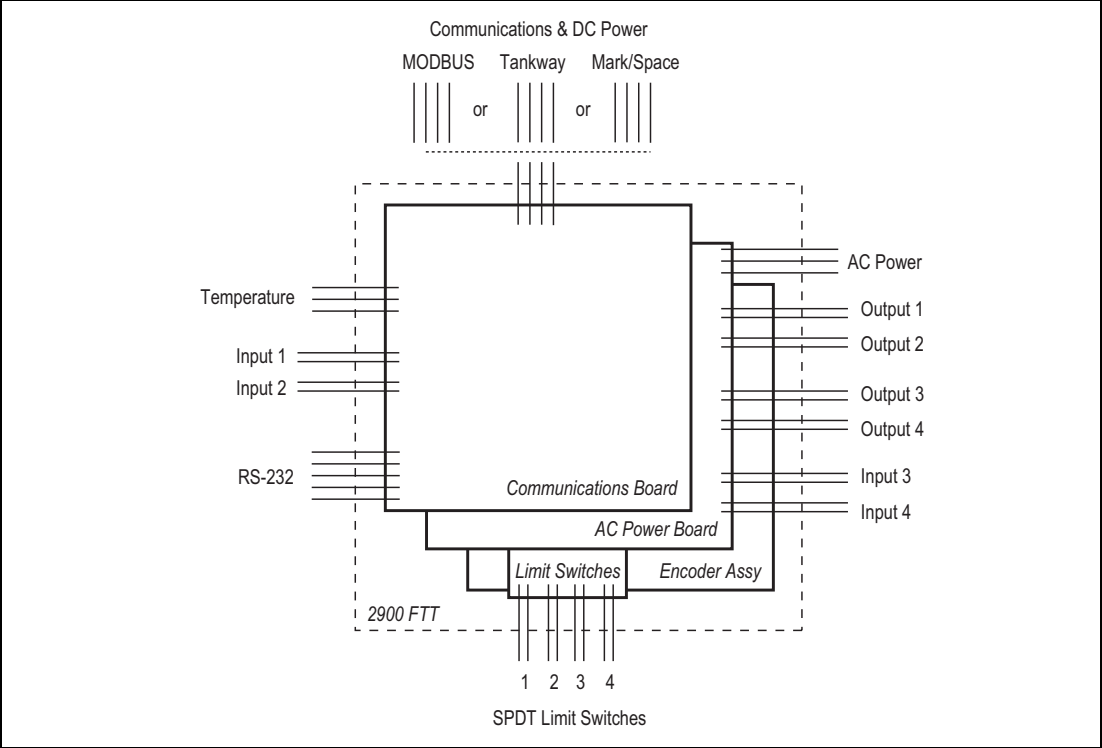 Communications & DC Power
MODBUS Tankway Mark/Space
or or
AC Power
Temperature
Output 1
Output 2
Input 1
Input 2
Output 3
Output 4
RS-232
Input 3
Input 4
Communications Board
AC Power Board
Limit Switches Encoder Assy
2900 FTT
1 2 3 4
SPDT Limit Switches